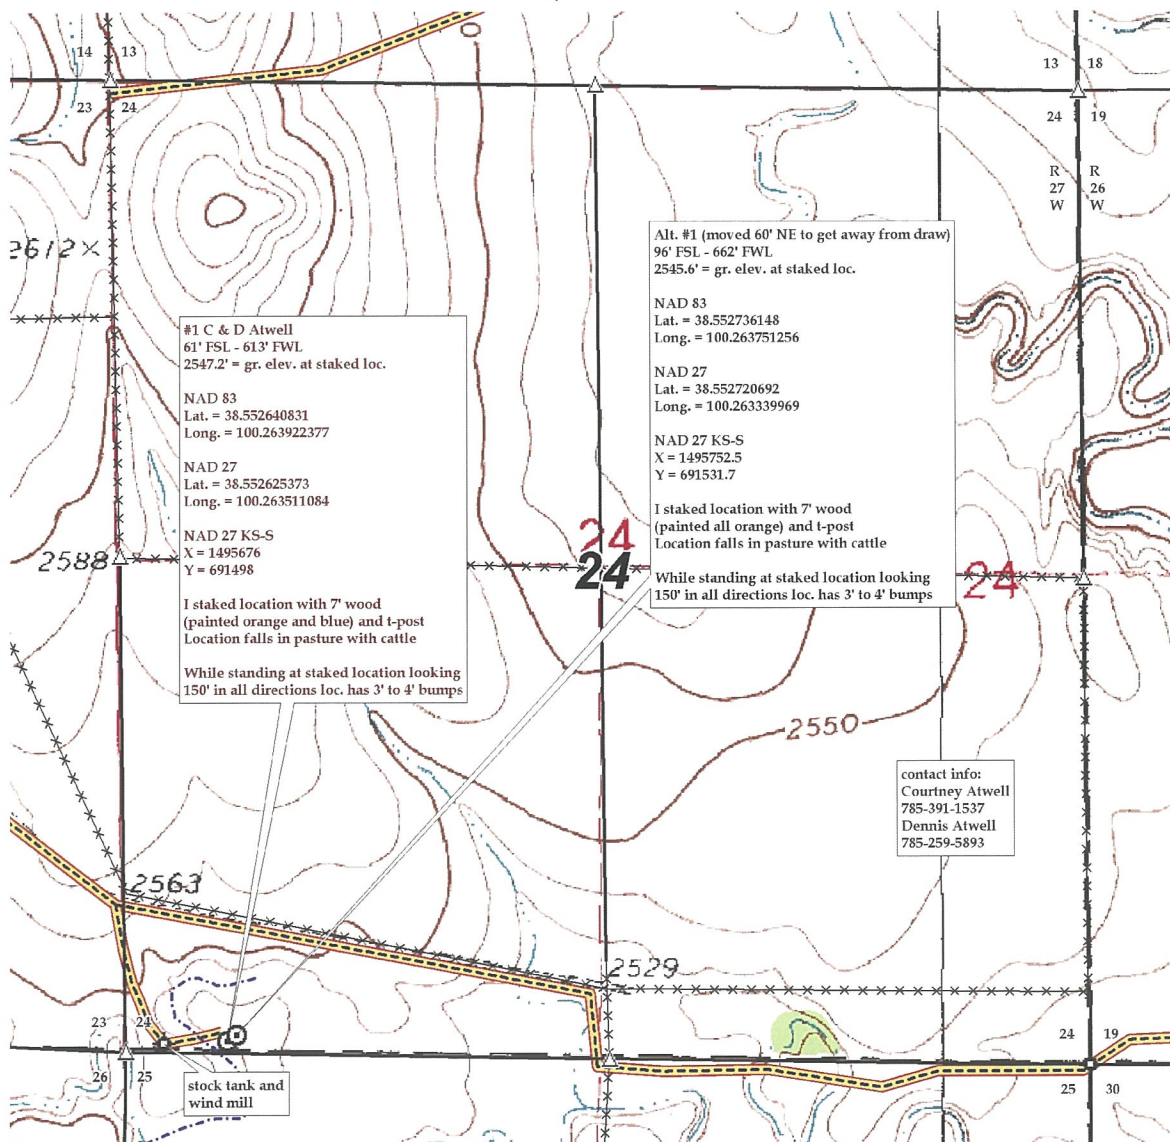 14 13
23 24
0
13 18
24 19
R R
27 26
W W
2612 X
Alt. #1 (moved 60' NE to get away from draw)
96' FSL - 662' FWL
2545.6' = gr. elev. at staked loc.
NAD 83
Lat. = 38.552736148
Long. = 100.263751256
NAD 27
Lat. = 38.552720692
Long. = 100.263339969
NAD 27 KS-S
X = 1495752.5
Y = 691531.7
I staked location with 7' wood
(painted all orange) and t-post
Location falls in pasture with cattle
While standing at staked location looking
150' in all directions loc. has 3' to 4' bumps
#1 C & D Atwell
61' FSL - 613' FWL
2547.2' = gr. elev. at staked loc.
NAD 83
Lat. = 38.552640831
Long. = 100.263922377
NAD 27
Lat. = 38.552625373
Long. = 100.263511084
NAD 27 KS-S
X = 1495676
Y = 691498
I staked location with 7' wood
(painted orange and blue) and t-post
Location falls in pasture with cattle
While standing at staked location looking
150' in all directions loc. has 3' to 4' bumps
24
24
24
2588
2550
contact info:
Courtney Atwell
785-391-1537
Dennis Atwell
785-259-5893
2563
2529
23 24
26 25
24 19
25 30
stock tank and
wind mill